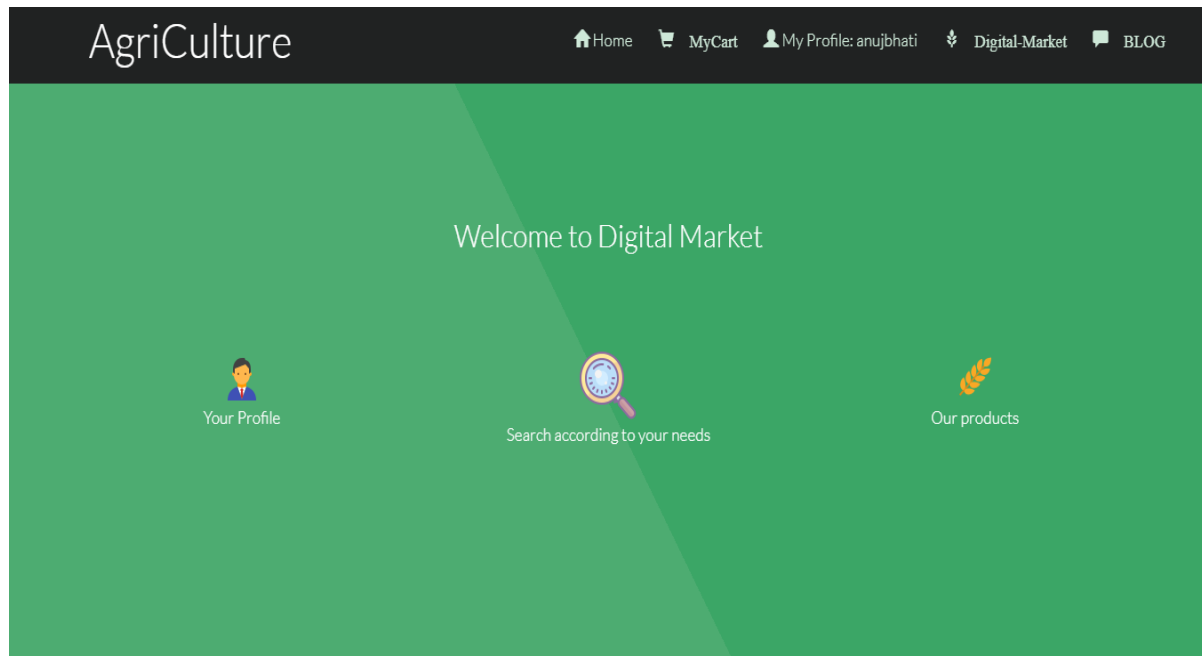 AgriCulture
Home MyCart My Profile: anujbhati Digital-Market BLOG
Welcome to Digital Market
Your Profile
Search according to your needs
Our products